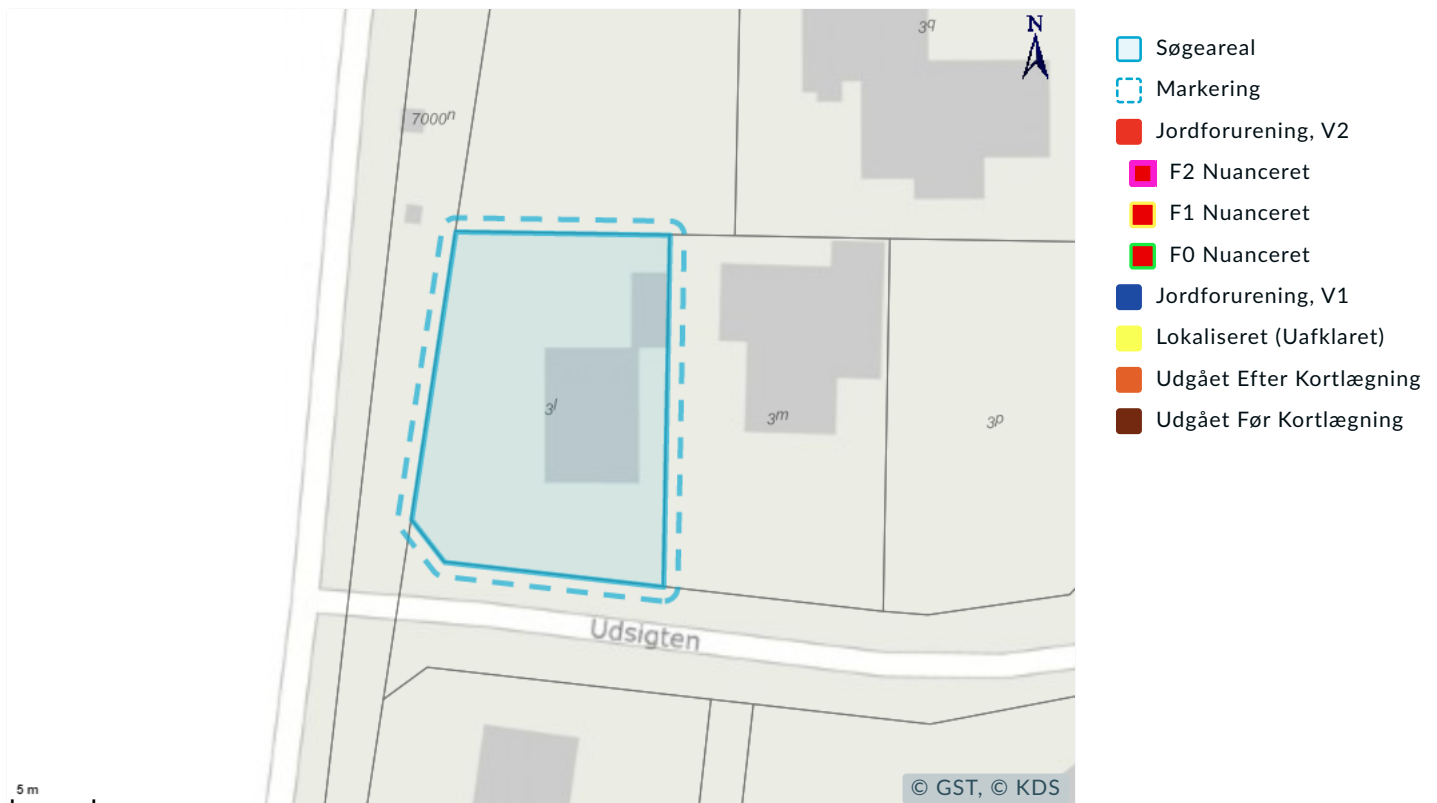 3q
N
7000n
3l
3m
3p
Udsigten
5 m
© GST, © KDS
Søgeareal
Markering
Jordforurening, V2
F2 Nuanceret
F1 Nuanceret
F0 Nuanceret
Jordforurening, V1
Lokaliseret (Uafklaret)
Udgået Efter Kortlægning
Udgået Før Kortlægning